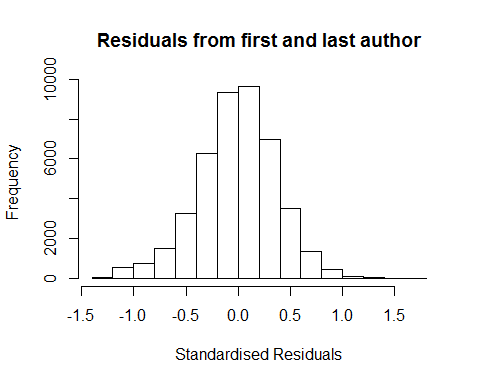 Residuals from first and last author
10000
6000
2000
0
Frequency
-1.5 -1.0 -0.5 0.0 0.5 1.0 1.5
Standardised Residuals